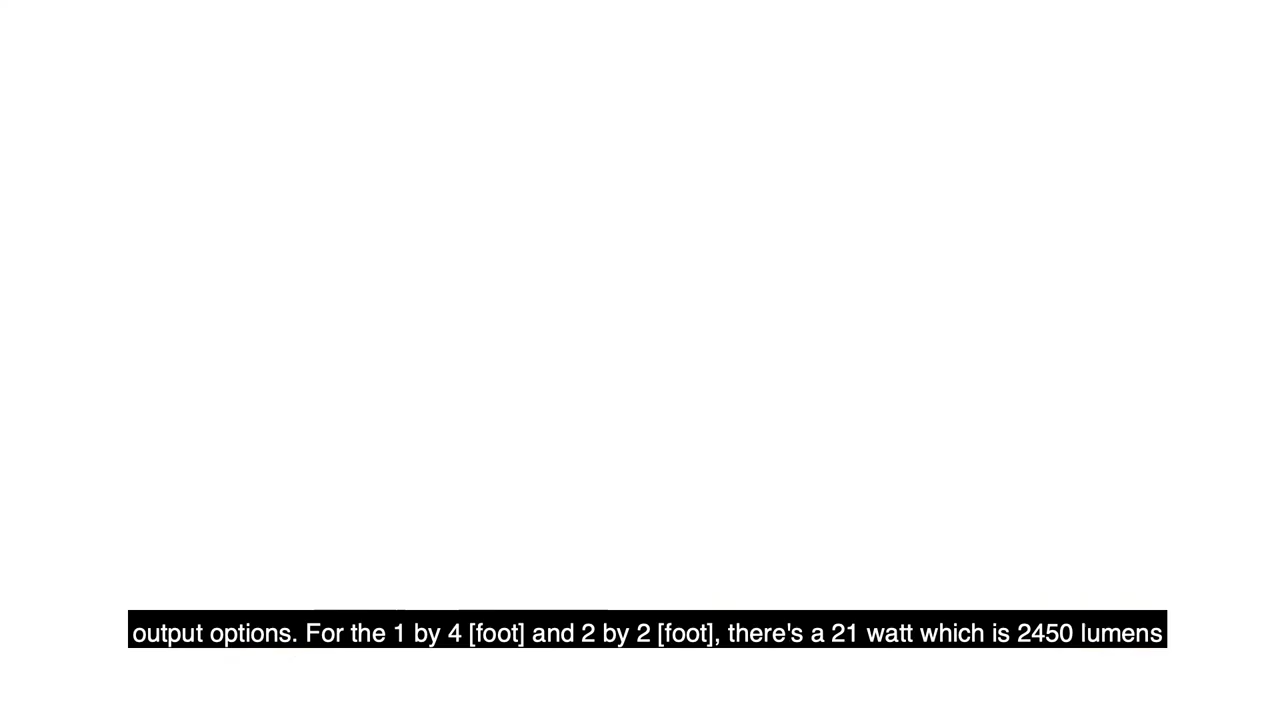 output options. For the 1 by 4 [foot] and 2 by 2 [foot], there's a 21 watt which is 2450 lumens